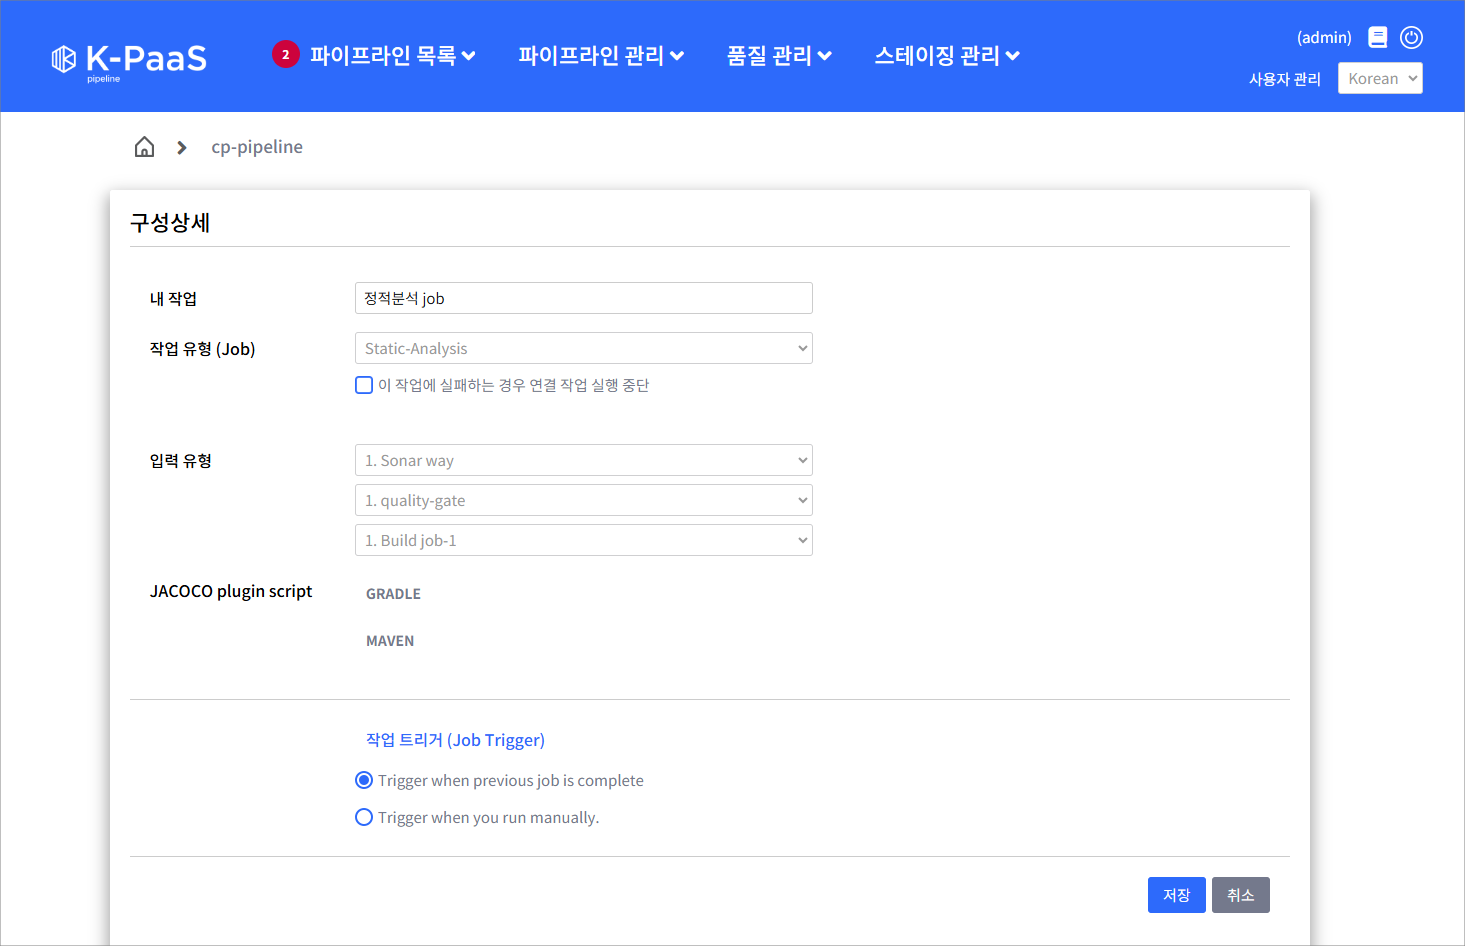 K-PaaS
pipeline
2 파이프라인 목록 파이프라인 관리 품질 관리 스테이징 관리
(admin)
사용자 관리 Korean
cp-pipeline
구성상세
내 작업 정적분석 job
작업 유형 (Job) Static-Analysis
이 작업에 실패하는 경우 연결 작업 실행 중단
입력 유형 1. Sonar way
1. quality-gate
1. Build job-1
JACOCO plugin script GRADLE
MAVEN
작업 트리거 (Job Trigger)
Trigger when previous job is complete
Trigger when you run manually.
저장 취소